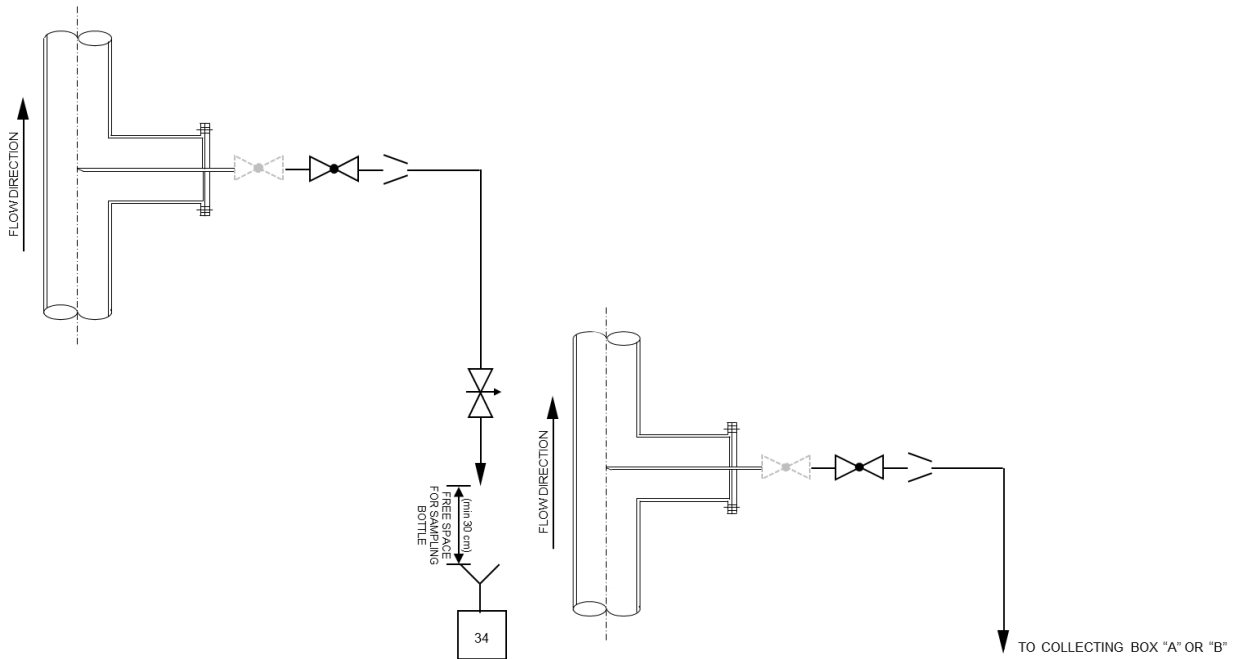 FLOW DIRECTION
(min 30 cm)
FREE SPACE
FOR SAMPLING
BOTTLE
34
FLOW DIRECTION
TO COLLECTING BOX “A” OR “B”